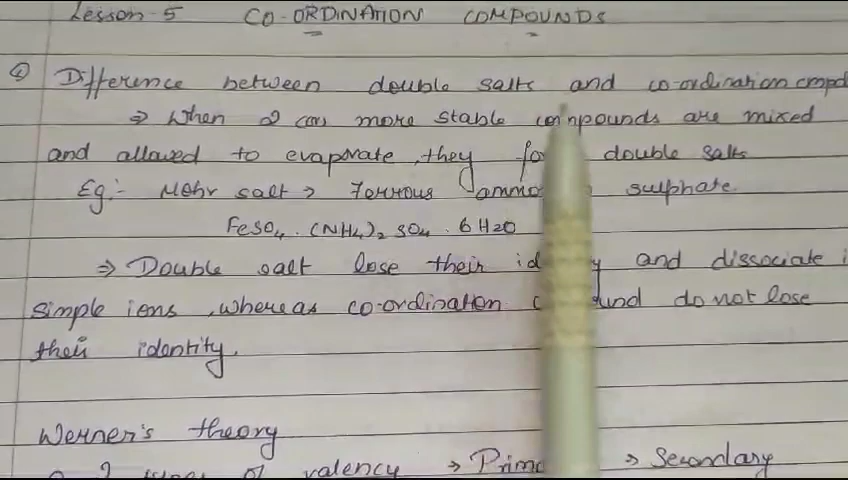 Lesson-5 CO-ORDINATION COMPOUNDS
Difference between double salts and co-ordination cmpd
⇒ When 2 or more stable compounds are mixed
and allowed to evaporate, they double salts
Eg:- Mohr salt → Ferrous sulphate
FeSO4 . (NH4)2 SO4 . 6 H2O
⇒ Double salt lose their and dissociate
simple ions, whereas co-ordination do not lose
their identity.
Werner's theory
of valency → → Secondary